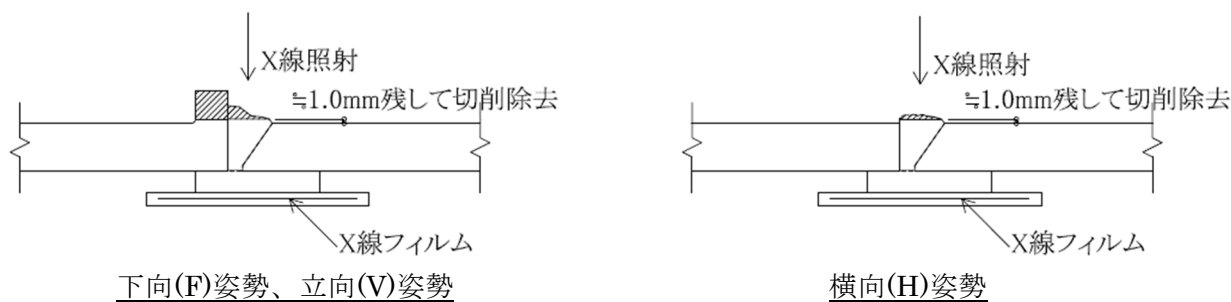 X線照射
≒1.0mm残して切削除去
X線フィルム
下向(F)姿勢、立向(V)姿勢
X線照射
≒1.0mm残して切削除去
X線フィルム
横向(H)姿勢